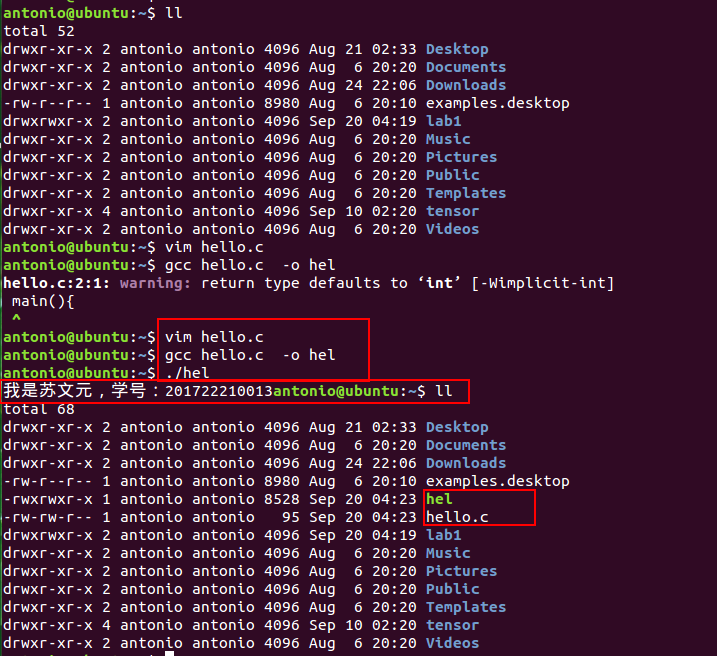 antonio@ubuntu:~$ ll
total 52
drwxr-xr-x 2 antonio antonio 4096 Aug 21 02:33 Desktop
drwxr-xr-x 2 antonio antonio 4096 Aug  6 20:20 Documents
drwxr-xr-x 2 antonio antonio 4096 Aug 24 22:06 Downloads
-rw-r--r-- 1 antonio antonio 8980 Aug  6 20:10 examples.desktop
drwxrwxr-x 2 antonio antonio 4096 Sep 20 04:19 lab1
drwxr-xr-x 2 antonio antonio 4096 Aug  6 20:20 Music
drwxr-xr-x 2 antonio antonio 4096 Aug  6 20:20 Pictures
drwxr-xr-x 2 antonio antonio 4096 Aug  6 20:20 Public
drwxr-xr-x 2 antonio antonio 4096 Aug  6 20:20 Templates
drwxr-xr-x 4 antonio antonio 4096 Sep 10 02:20 tensor
drwxr-xr-x 2 antonio antonio 4096 Aug  6 20:20 Videos
antonio@ubuntu:~$ vim hello.c
antonio@ubuntu:~$ gcc hello.c  -o hel
hello.c:2:1: warning: return type defaults to ‘int’ [-Wimplicit-int]
 main(){
 ^
antonio@ubuntu:~$ vim hello.c
antonio@ubuntu:~$ gcc hello.c  -o hel
antonio@ubuntu:~$ ./hel
我是苏文元，学号：201722210013antonio@ubuntu:~$ ll
total 68
drwxr-xr-x 2 antonio antonio 4096 Aug 21 02:33 Desktop
drwxr-xr-x 2 antonio antonio 4096 Aug  6 20:20 Documents
drwxr-xr-x 2 antonio antonio 4096 Aug 24 22:06 Downloads
-rw-r--r-- 1 antonio antonio 8980 Aug  6 20:10 examples.desktop
-rwxrwxr-x 1 antonio antonio 8528 Sep 20 04:23 hel
-rw-rw-r-- 1 antonio antonio   95 Sep 20 04:23 hello.c
drwxrwxr-x 2 antonio antonio 4096 Sep 20 04:19 lab1
drwxr-xr-x 2 antonio antonio 4096 Aug  6 20:20 Music
drwxr-xr-x 2 antonio antonio 4096 Aug  6 20:20 Pictures
drwxr-xr-x 2 antonio antonio 4096 Aug  6 20:20 Public
drwxr-xr-x 2 antonio antonio 4096 Aug  6 20:20 Templates
drwxr-xr-x 4 antonio antonio 4096 Sep 10 02:20 tensor
drwxr-xr-x 2 antonio antonio 4096 Aug  6 20:20 Videos